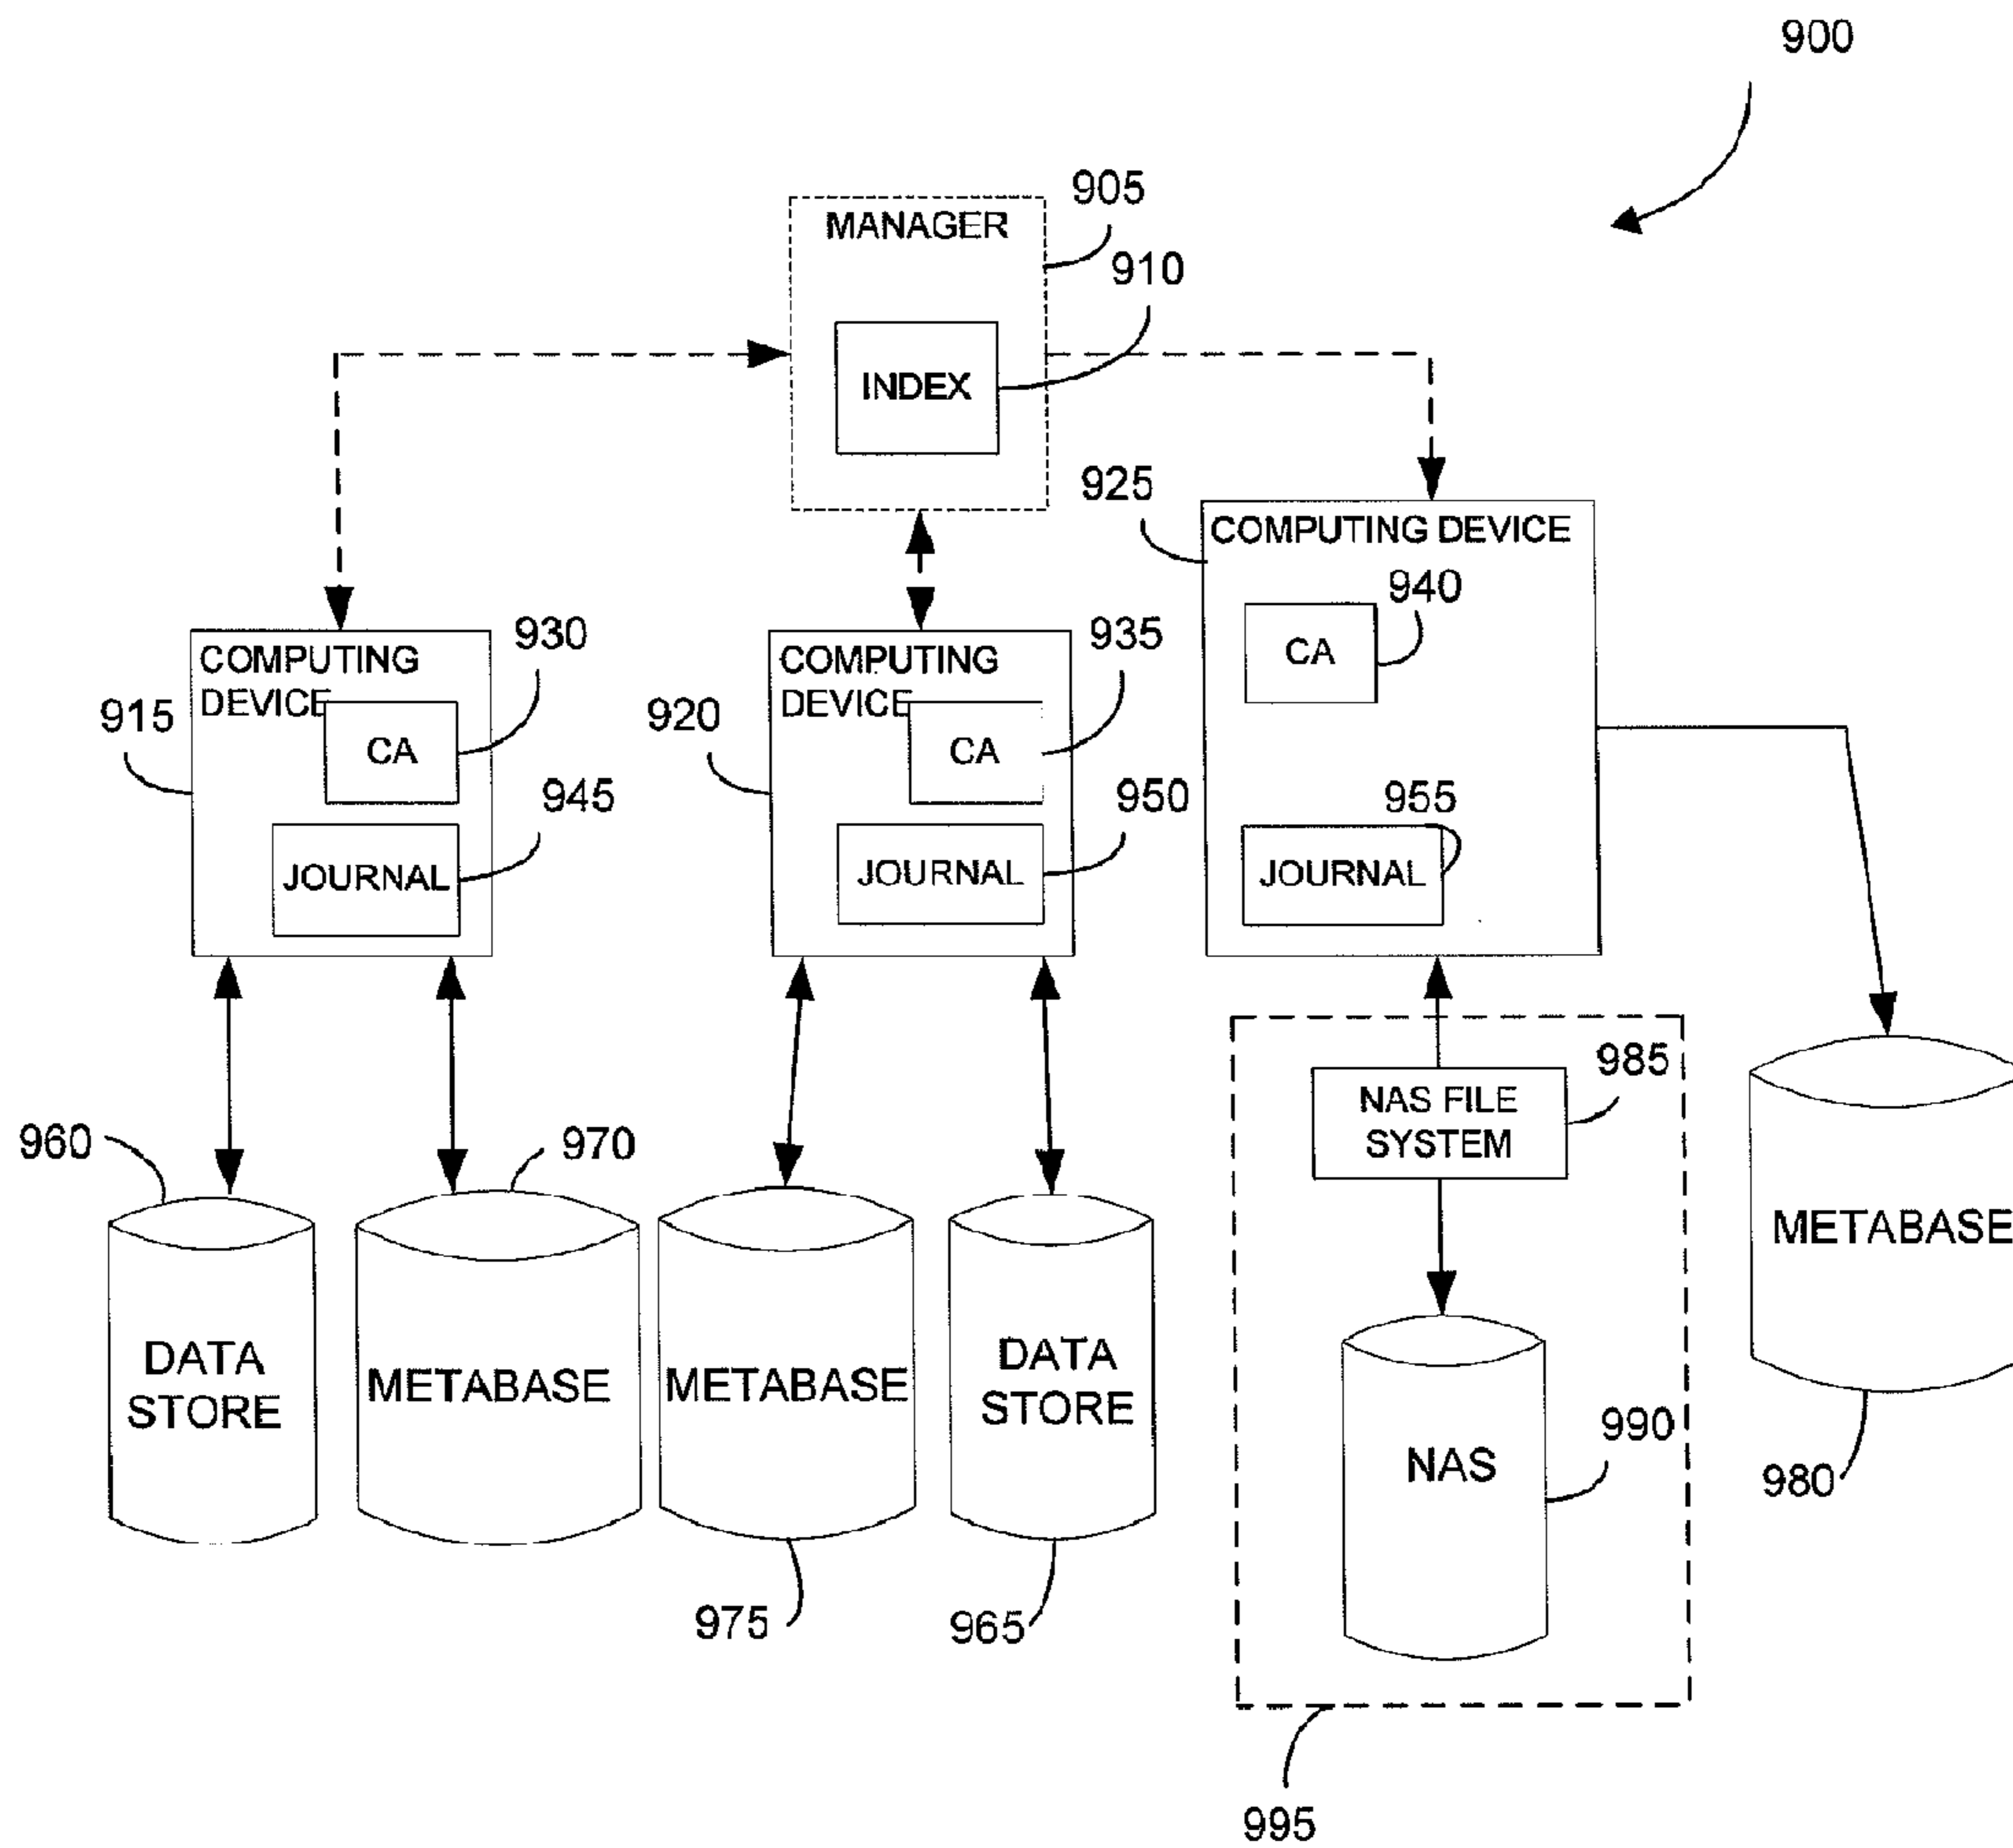 900
905
MANAGER
910
INDEX
925
COMPUTING DEVICE
940
CA
930
935
COMPUTING
DEVICE
COMPUTING
DEVICE
915
CA
920
CA
945
950
955
JOURNAL
JOURNAL
JOURNAL
985
NAS FILE
SYSTEM
960
970
METABASE
DATA
STORE
METABASE
METABASE
DATA
STORE
990
NAS
980
975
965
995